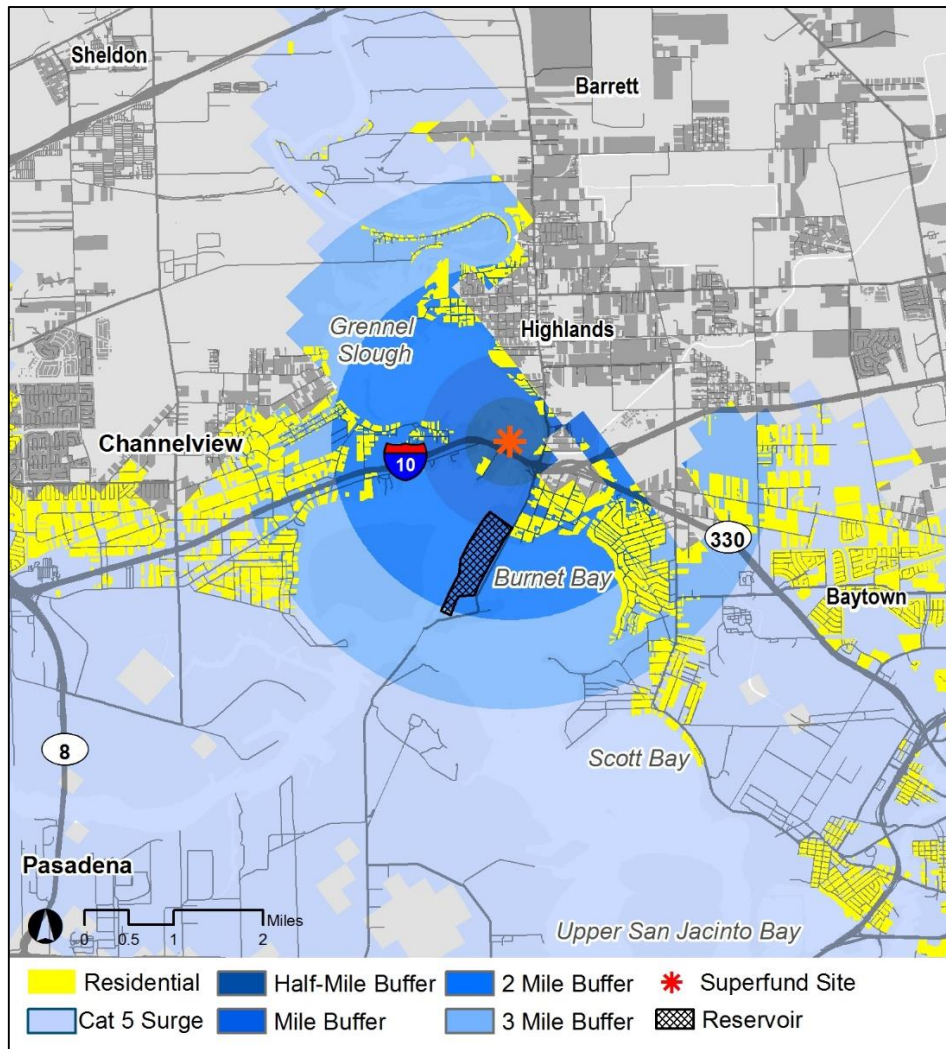 Sheldon
Barrett
Grennel
Slough
Highlands
Channelview
10
330
Burnet Bay
Baytown
8
Scott Bay
Pasadena
Miles
0 0.5 1 2
Upper San Jacinto Bay
Residential Half-Mile Buffer 2 Mile Buffer Superfund Site
Cat 5 Surge Mile Buffer 3 Mile Buffer Reservoir